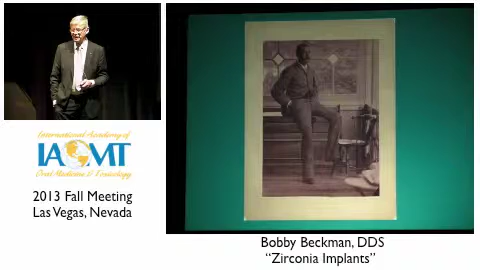 International Academy of
IAOMT
Oral Medicine & Toxicology
2013 Fall Meeting
Las Vegas, Nevada
Bobby Beckman, DDS
“Zirconia Implants”